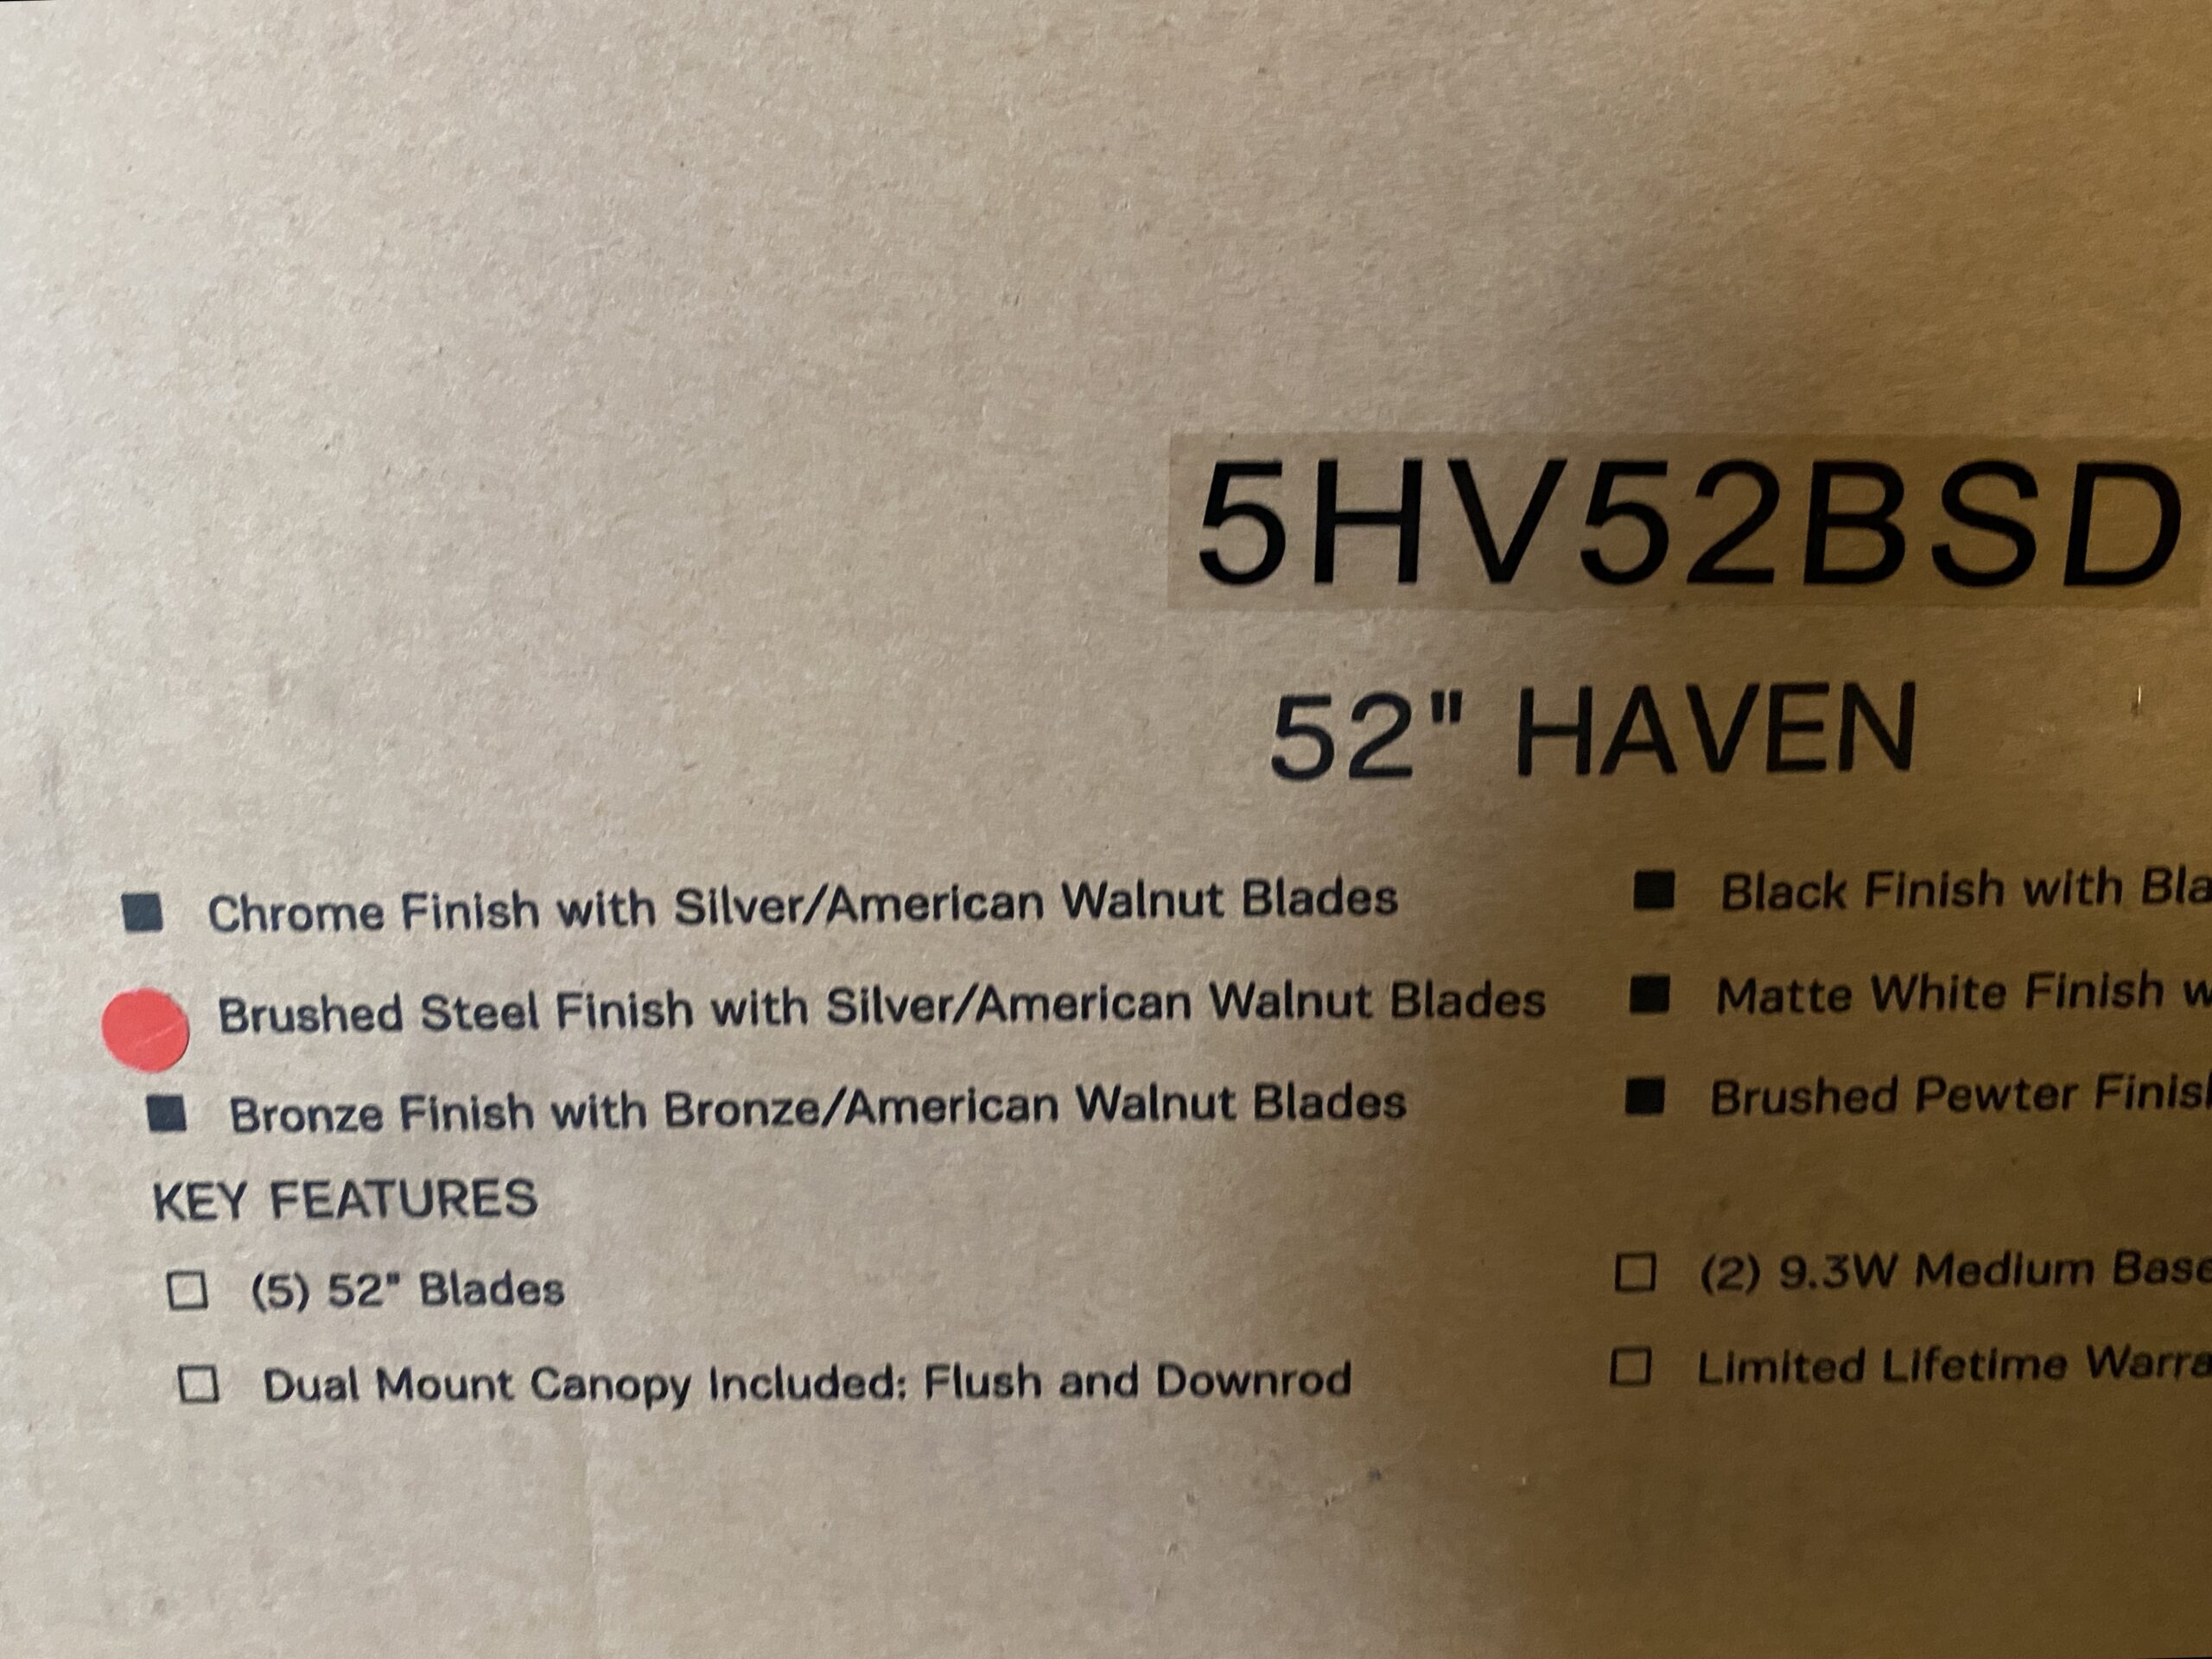 5HV52BSD
52" HAVEN
Chrome Finish with Silver/American Walnut Blades
Black Finish with
Brushed Steel Finish with Silver/American Walnut Blades
Matte White Finish
Bronze Finish with Bronze/American Walnut Blades
Brushed Pewter
KEY FEATURES
(5) 52" Blades
(2) 9.3W Medium Base
Dual Mount Canopy Included: Flush and Downrod
Limited Lifetime